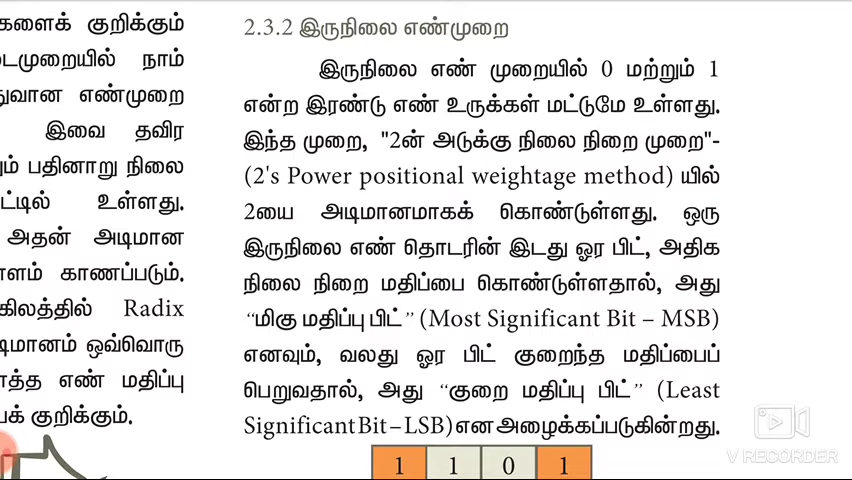 களைக் குறிக்கும்
டைமுறையில் நாம்
துவான எண்முறை
இவை தவிர
ம் பதினாறு நிலை
ட்டில் உள்ளது.
அதன் அடிமான
ளம் காணப்படும்.
கிலத்தில் Radix
டிமானம் ஒவ்வொரு
ாத்த எண் மதிப்பு
பக் குறிக்கும்.
2.3.2 இருநிலை எண்முறை
இருநிலை எண் முறையில் 0 மற்றும் 1
என்ற இரண்டு எண் உருக்கள் மட்டுமே உள்ளது.
இந்த முறை, "2ன் அடுக்கு நிலை நிறை முறை"-
(2's Power positional weightage method) யில்
2யை அடிமானமாகக் கொண்டுள்ளது. ஒரு
இருநிலை எண் தொடரின் இடது ஓர பிட், அதிக
நிலை நிறை மதிப்பை கொண்டுள்ளதால், அது
“மிகு மதிப்பு பிட்” (Most Significant Bit – MSB)
எனவும், வலது ஓர பிட் குறைந்த மதிப்பைப்
பெறுவதால், அது “குறை மதிப்பு பிட்” (Least
Significant Bit – LSB) என அழைக்கப்படுகின்றது.
1 1 0 1
V RECORDER